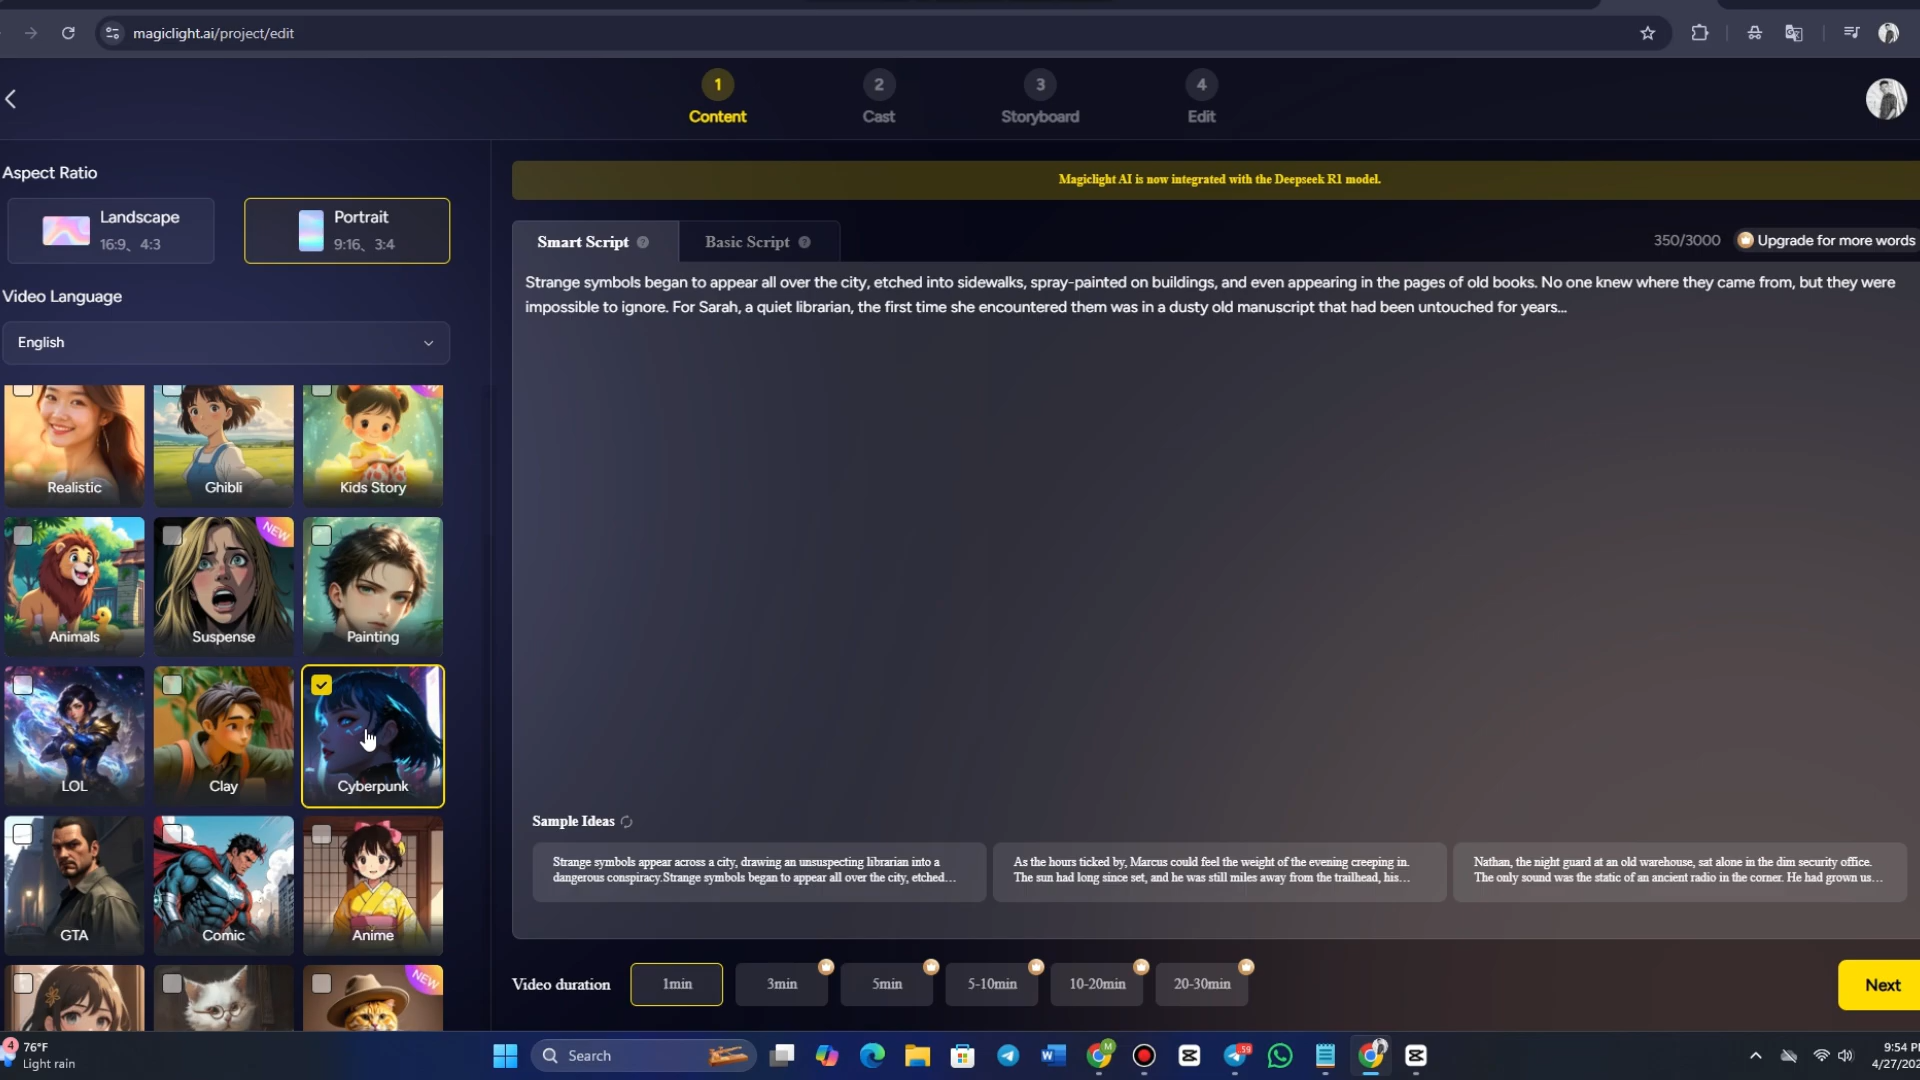 magiclight.ai/project/edit
1
2
3
4
Content
Cast
Storyboard
Edit
Aspect Ratio
Landscape
16:9、4:3
Portrait
9:16、3:4
Video Language
English
Realistic
Ghibli
Kids Story
Animals
NEW
Suspense
Painting
LOL
Clay
Cyberpunk
GTA
Comic
Anime
NEW
Magiclight AI is now integrated with the Deepseek R1 model.
Smart Script
Basic Script
350/3000
Upgrade for more words
Strange symbols began to appear all over the city, etched into sidewalks, spray-painted on buildings, and even appearing in the pages of old books. No one knew where they came from, but they were
impossible to ignore. For Sarah, a quiet librarian, the first time she encountered them was in a dusty old manuscript that had been untouched for years...
Sample Ideas
Strange symbols appear across a city, drawing an unsuspecting librarian into a
dangerous conspiracy.Strange symbols began to appear all over the city, etched...
As the hours ticked by, Marcus could feel the weight of the evening creeping in.
The sun had long since set, and he was still miles away from the trailhead, his...
Nathan, the night guard at an old warehouse, sat alone in the dim security office.
The only sound was the static of an ancient radio in the corner. He had grown us...
Video duration
1min
3min
5min
5-10min
10-20min
20-30min
Next
4
76°F
Light rain
Search
M
59
9:54
4/27/202